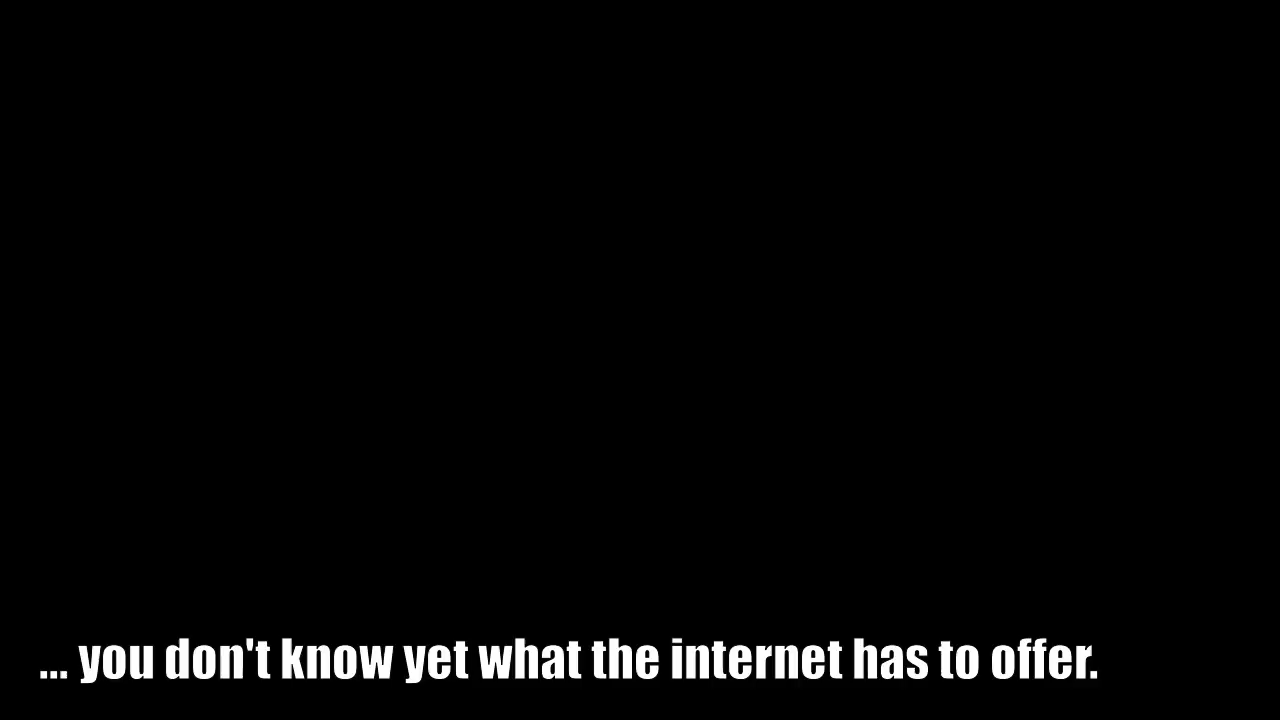 ... you don't know yet what the internet has to offer.